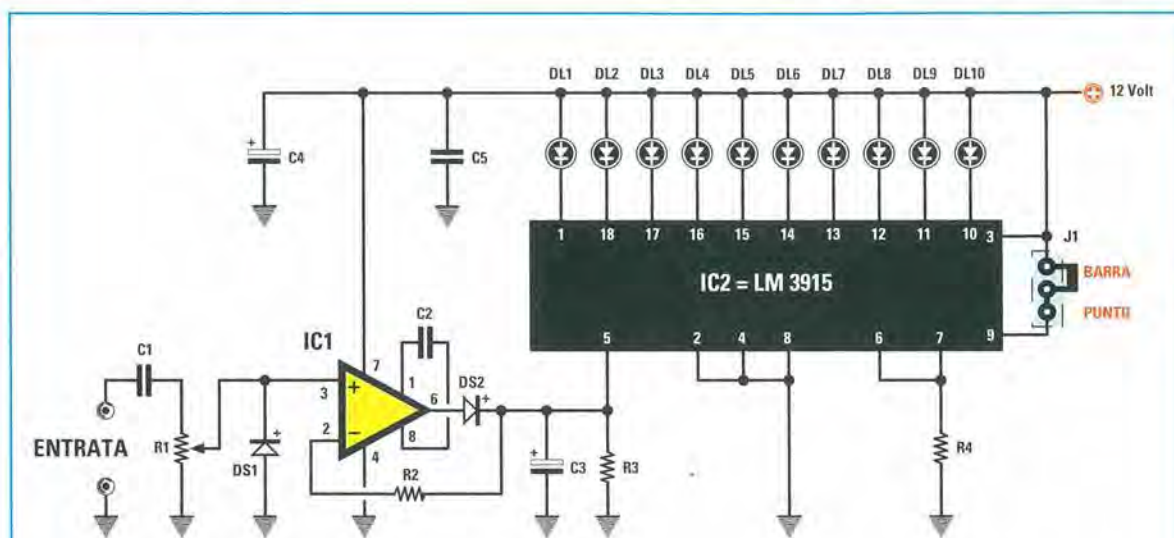 DL1 DL2 DL3 DL4 DL5 DL6 DL7 DL8 DL9 DL10
12 Volt
C4 C5
1 18 17 16 15 14 13 12 11 10 3 J1
IC2 = LM 3915
BARRA
PUNTII
5 2 4 8 6 7 9
IC1 C2
C1 7
3 + 1 6 DS2 +
2 - 8
ENTRATA R1 DS1 + 4 R2 + C3 R3 R4